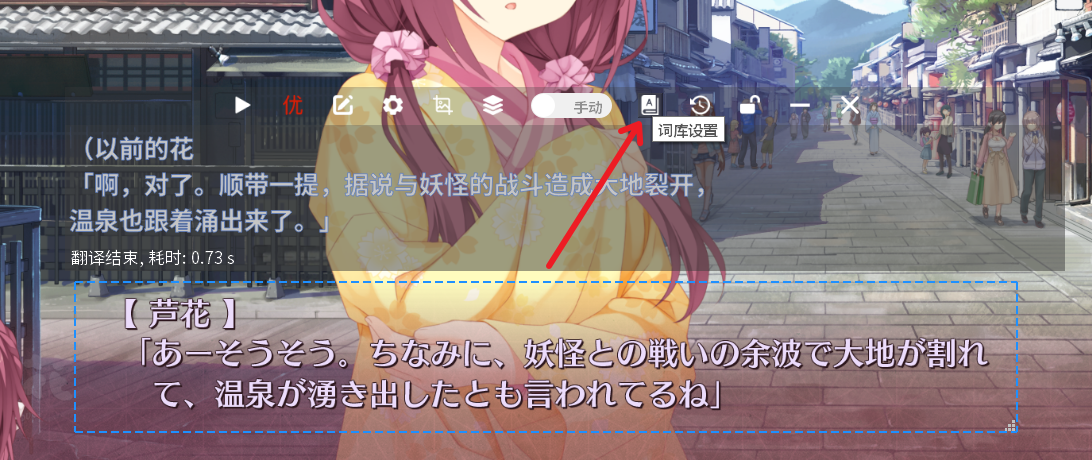 优
手动
A
词库设置
（以前的花
「啊，对了。顺带一提，据说与妖怪的战斗造成大地裂开，
温泉也跟着涌出来了。」
翻译结束, 耗时: 0.73 s
【 芦花 】
「あーそうそう。ちなみに、妖怪との戦いの余波で大地が割れ
て、温泉が湧き出したとも言われてるね」